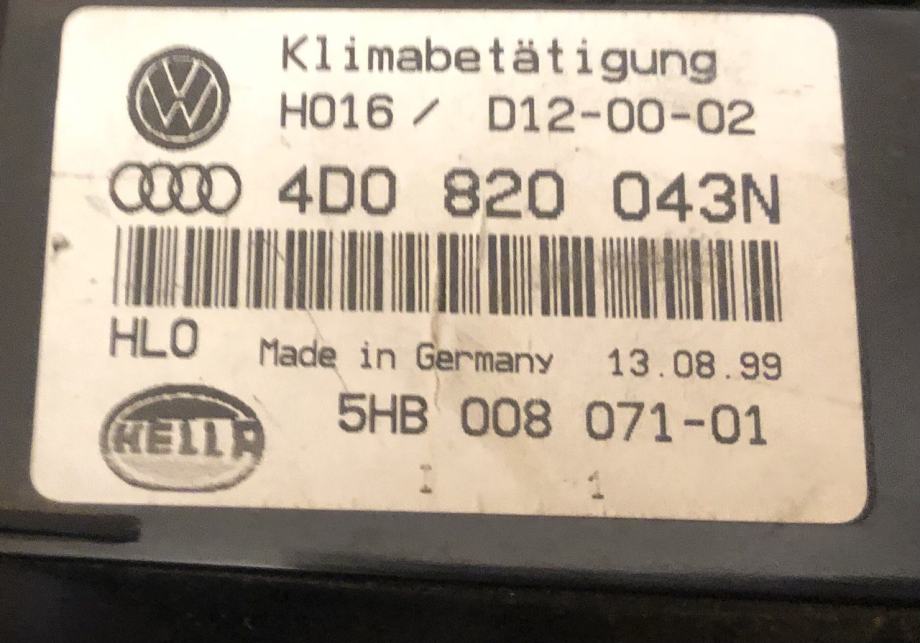 Klimabetätigung
H016 / D12-00-02
4D0 820 043N
HLO Made in Germany 13.08.99
HELLA 5HB 008 071-01
I 1